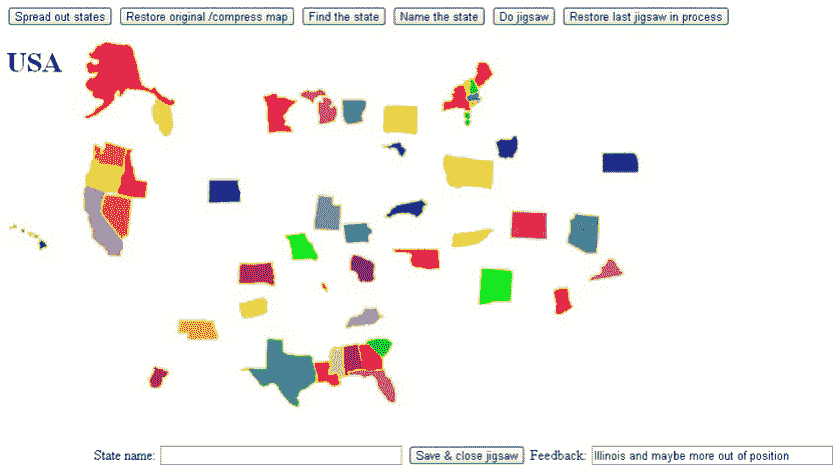 Spread out states Restore original /compress map Find the state Name the state Do jigsaw Restore last jigsaw in process
USA
State name: Save & close jigsaw Feedback: Illinois and maybe more out of position